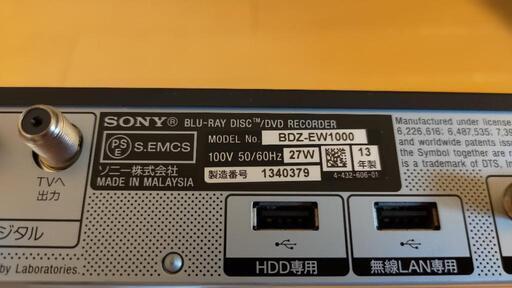 SONY® BLU-RAY DISC™/DVD RECORDER
MODEL No. BDZ-EW1000
PS E S.EMCS
100V 50/60Hz 27W 13年製
ソニー株式会社
MADE IN MALAYSIA
製造番号 1340379
4-432-606-01
Manufactured under license
6,226,616; 6,487,535; 7,39
and worldwide patents issued
the Symbol together are
is a trademark of DTS, In
TVへ
出力
ジタル
by Laboratories.
HDD専用
無線LAN専用